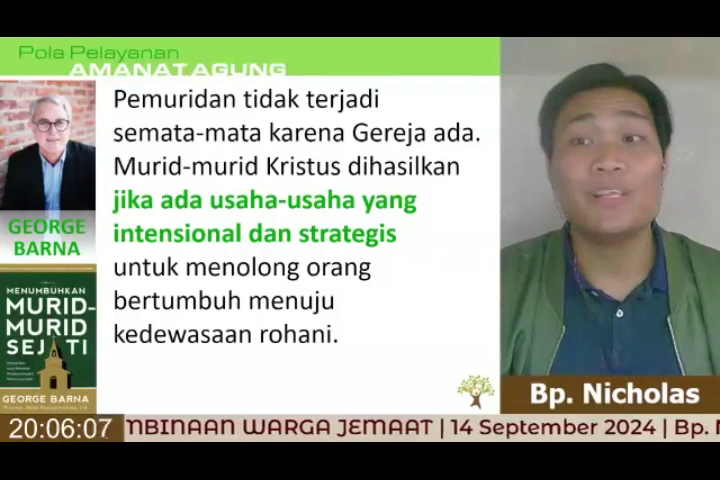 Pola Pelayanan
AMANAT AGUNG
Pemuridan tidak terjadi
semata-mata karena Gereja ada.
Murid-murid Kristus dihasilkan
jika ada usaha-usaha yang
intensional dan strategis
untuk menolong orang
bertumbuh menuju
kedewasaan rohani.
GEORGE
BARNA
MENUMBUHKAN
MURID-
MURID
SEJATI
GEORGE BARNA
Bp. Nicholas
20:06:07
MBINAAN WARGA JEMAAT | 14 September 2024 | Bp. N